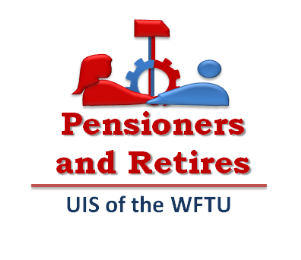 Pensioners
and Retires
UIS of the WFTU